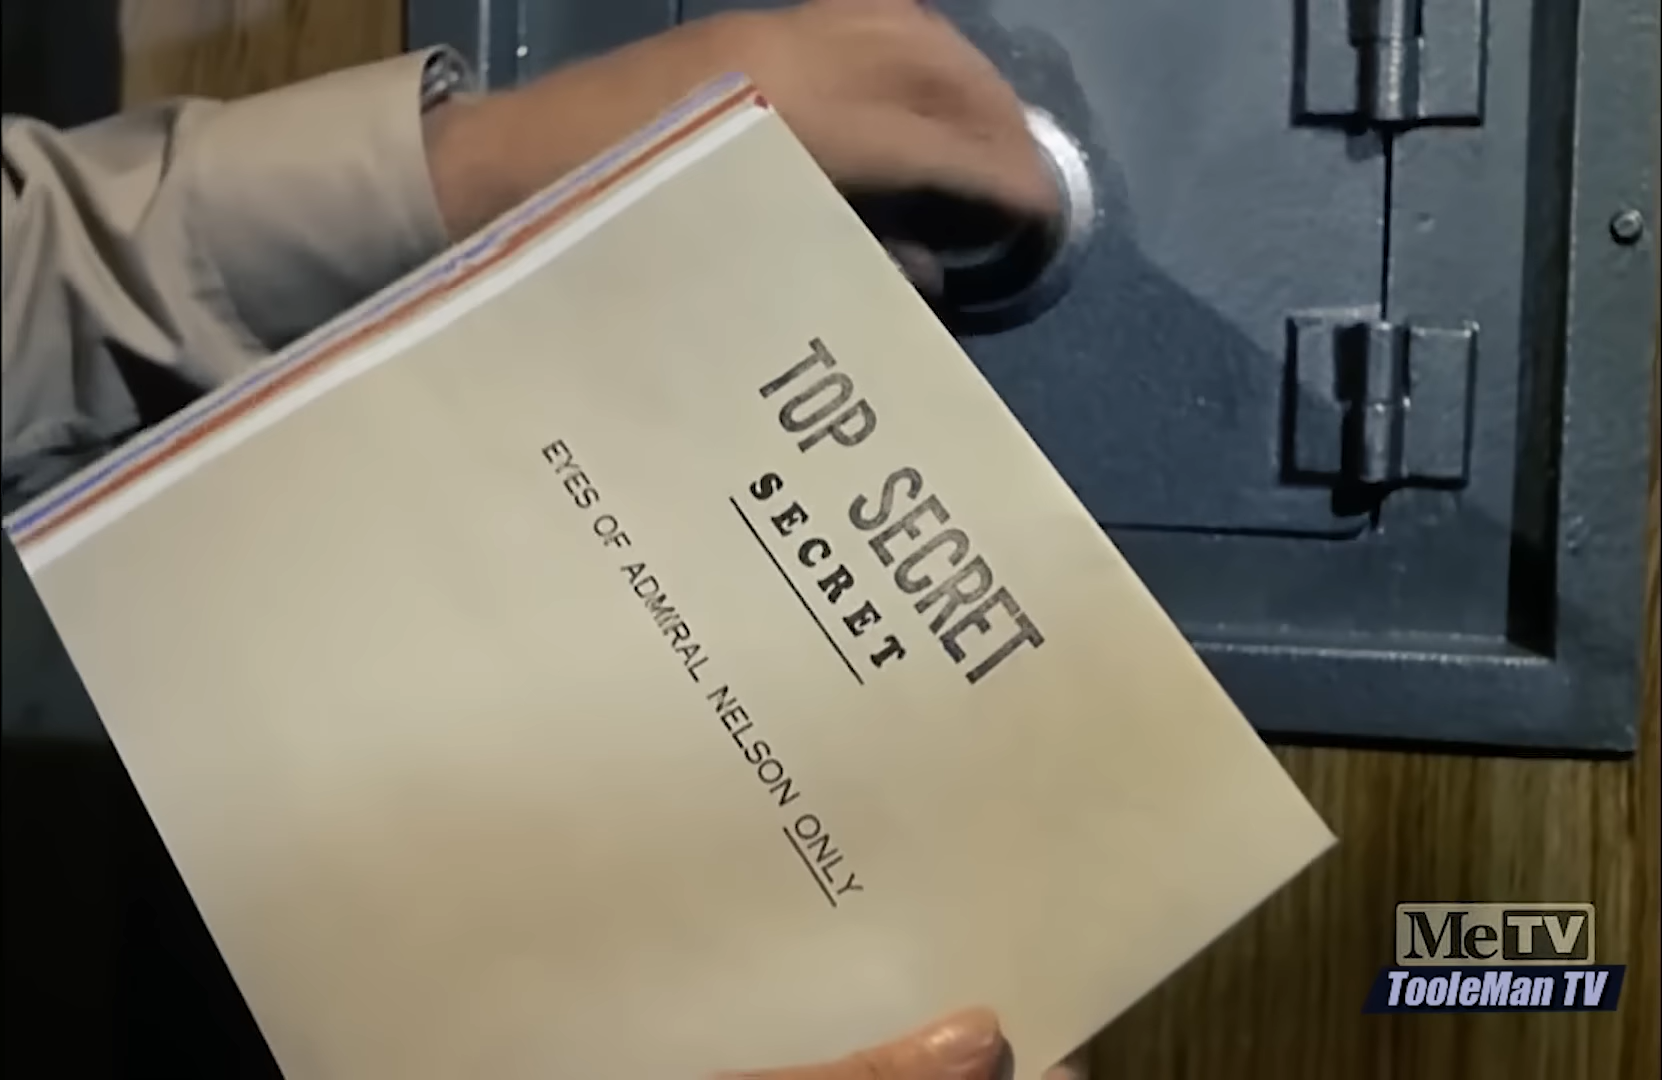 TOP SECRET
SECRET
EYES OF ADMIRAL NELSON ONLY
MeTV
TooleMan TV